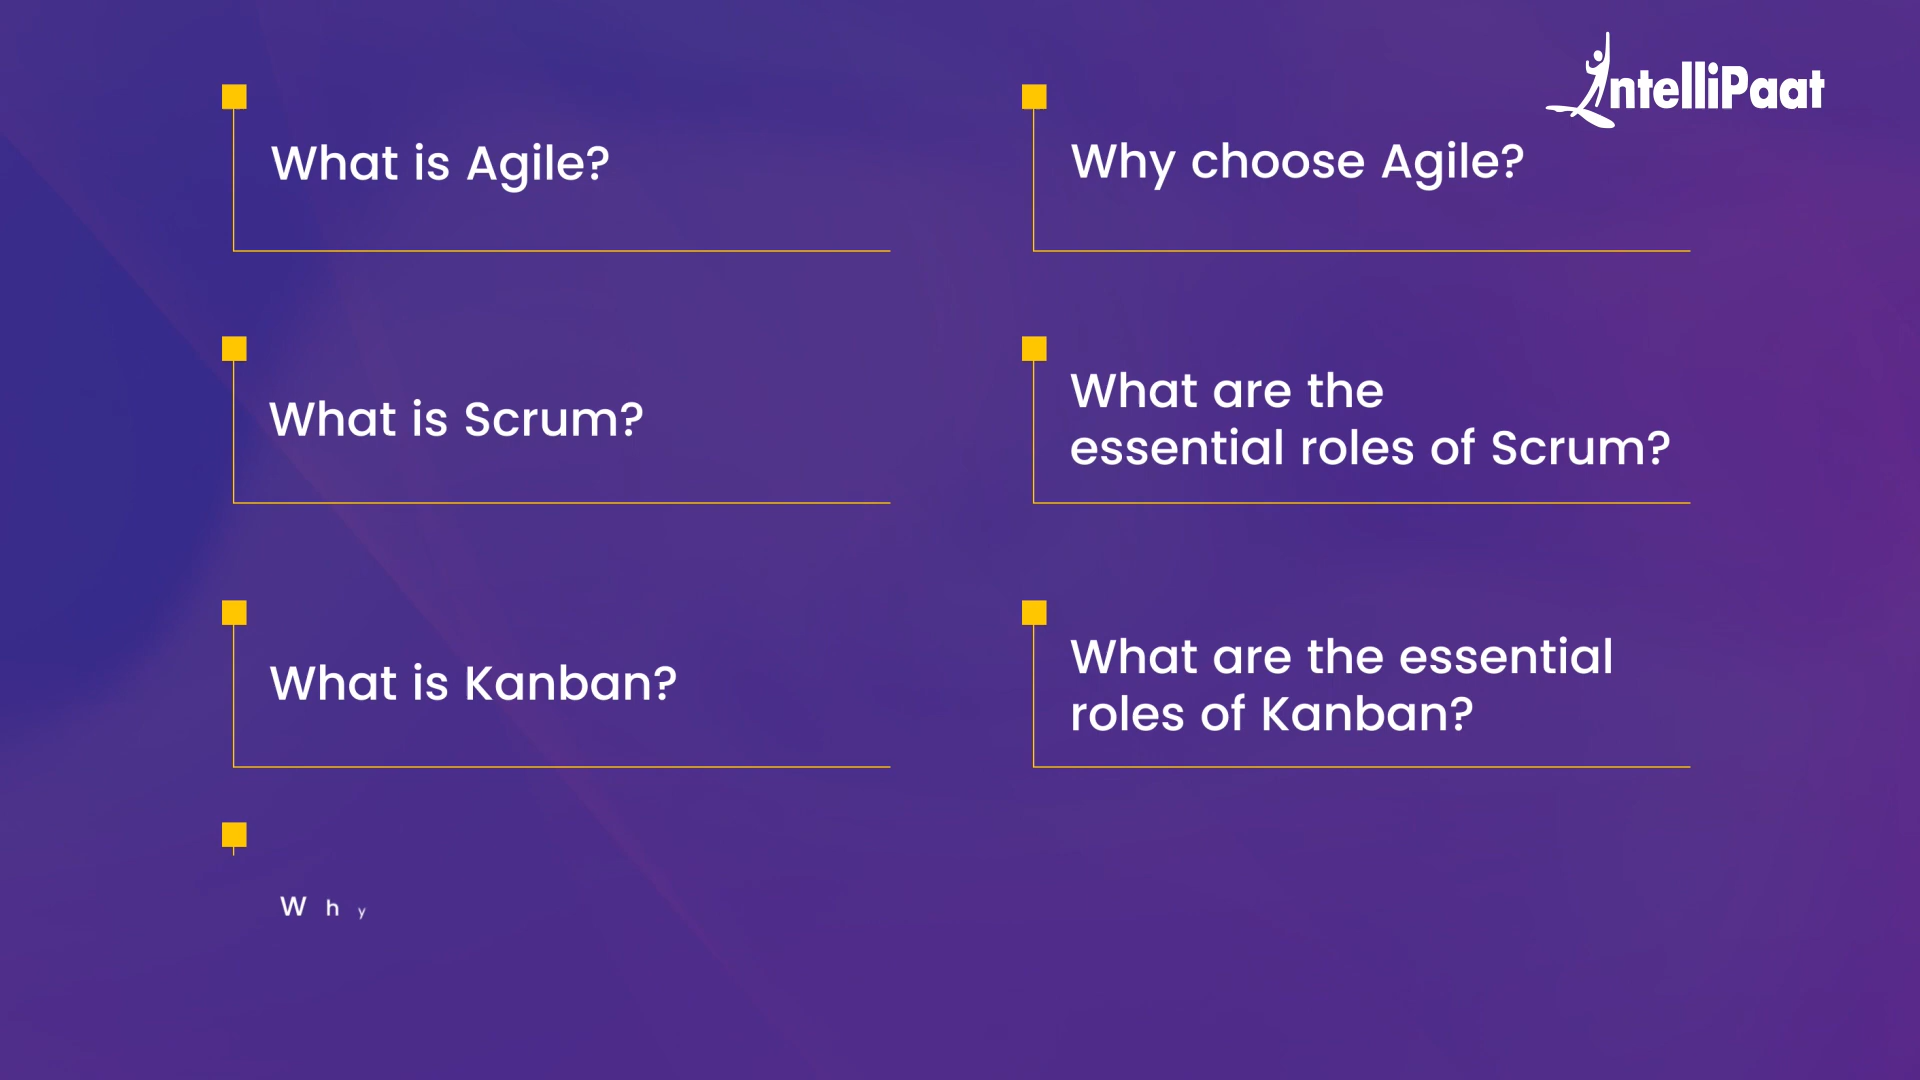 IntelliPaat
What is Agile?
Why choose Agile?
What is Scrum?
What are the
essential roles of Scrum?
What is Kanban?
What are the essential
roles of Kanban?
Why